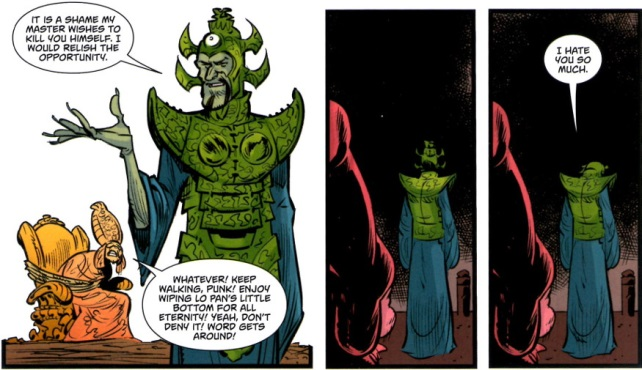 IT IS A SHAME MY
MASTER WISHES TO
KILL YOU HIMSELF. I
WOULD RELISH THE
OPPORTUNITY.
WHATEVER! KEEP
WALKING, PUNK! ENJOY
WIPING LO PAN'S LITTLE
BOTTOM FOR ALL
ETERNITY! YEAH, DON'T
DENY IT! WORD GETS
AROUND!
I HATE
YOU SO
MUCH.